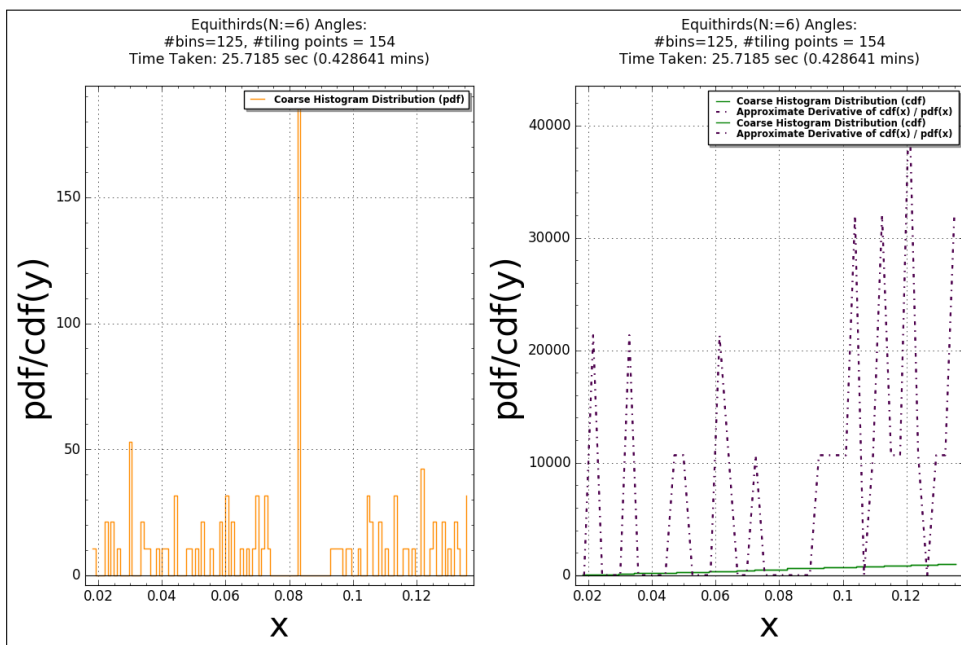 Equithirds(N:=6) Angles:
#bins=125, #tiling points = 154
Time Taken: 25.7185 sec (0.428641 mins)
Coarse Histogram Distribution (pdf)
pdf/cdf(y)
150
100
50
0
0.02 0.04 0.06 0.08 0.1 0.12
x
Equithirds(N:=6) Angles:
#bins=125, #tiling points = 154
Time Taken: 25.7185 sec (0.428641 mins)
Coarse Histogram Distribution (cdf)
Approximate Derivative of cdf(x) / pdf(x)
Coarse Histogram Distribution (cdf)
Approximate Derivative of cdf(x) / pdf(x)
pdf/cdf(y)
40000
30000
20000
10000
0
0.02 0.04 0.06 0.08 0.1 0.12
x